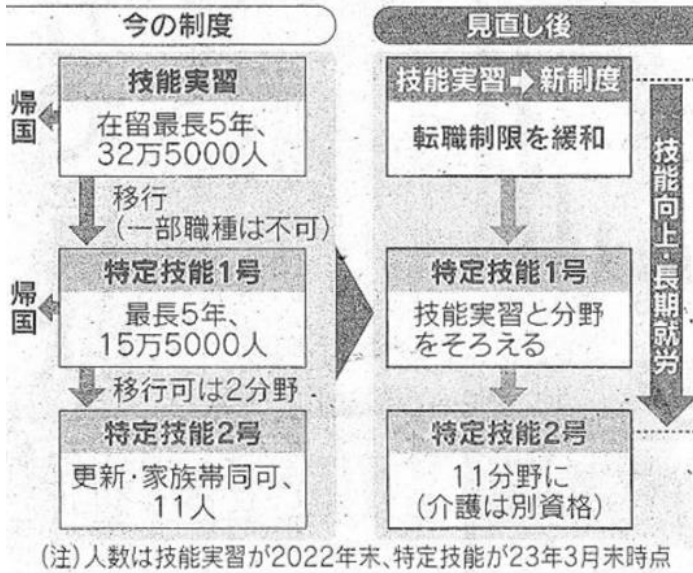 今の制度
技能実習
在留最長5年、
32万5000人
帰国
移行
(一部職種は不可)
特定技能1号
最長5年、
15万5000人
帰国
移行可は2分野
特定技能2号
更新・家族帯同可、
11人
見直し後
技能実習➡新制度
転職制限を緩和
特定技能1号
技能実習と分野
をそろえる
特定技能2号
11分野に
(介護は別資格)
技能向上・長期就労
(注)人数は技能実習が2022年末、特定技能が23年3月末時点